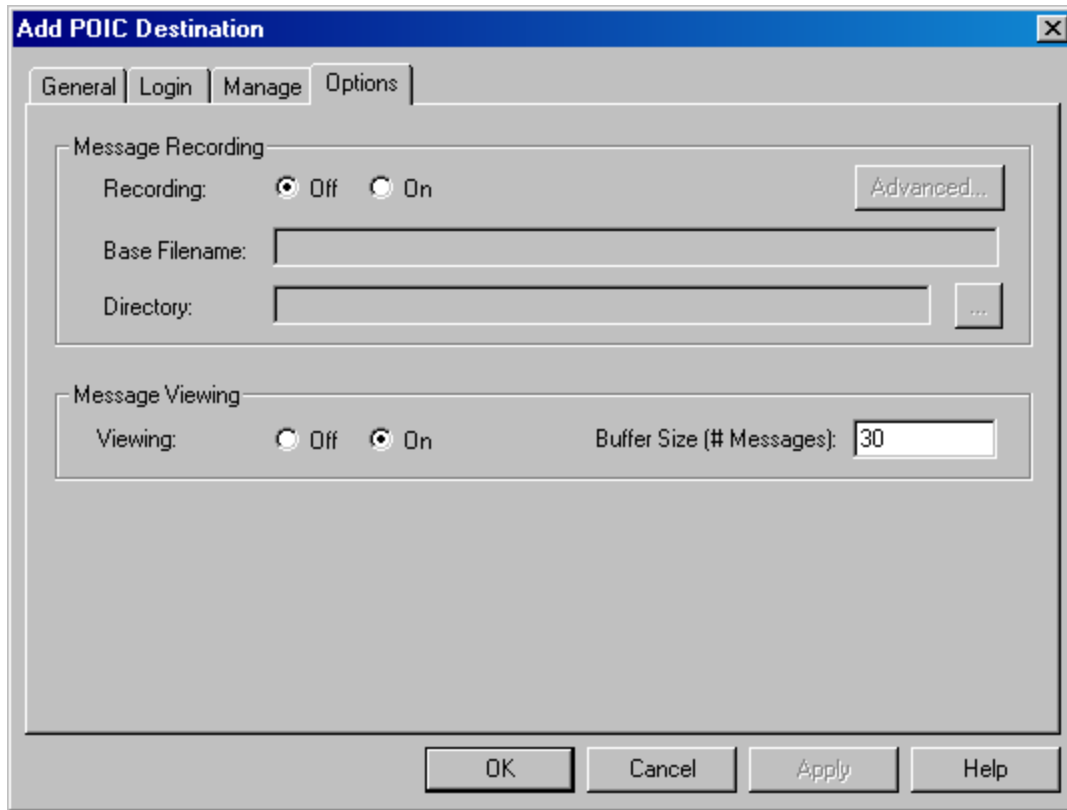 Add POIC Destination
General Login Manage Options
Message Recording
Recording: Off On Advanced...
Base Filename:
Directory: ...
Message Viewing
Viewing: Off On Buffer Size (# Messages): 30
OK Cancel Apply Help